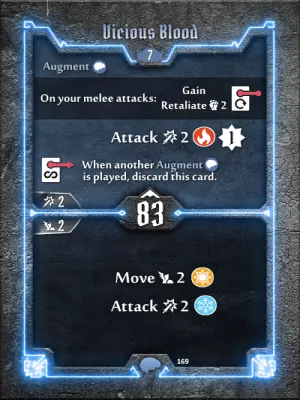 Vicious Blood
7
Augment
On your melee attacks: Gain
Retaliate 2
Attack 2 1
When another Augment
is played, discard this card.
2
83
2
Move 2
Attack 2
169